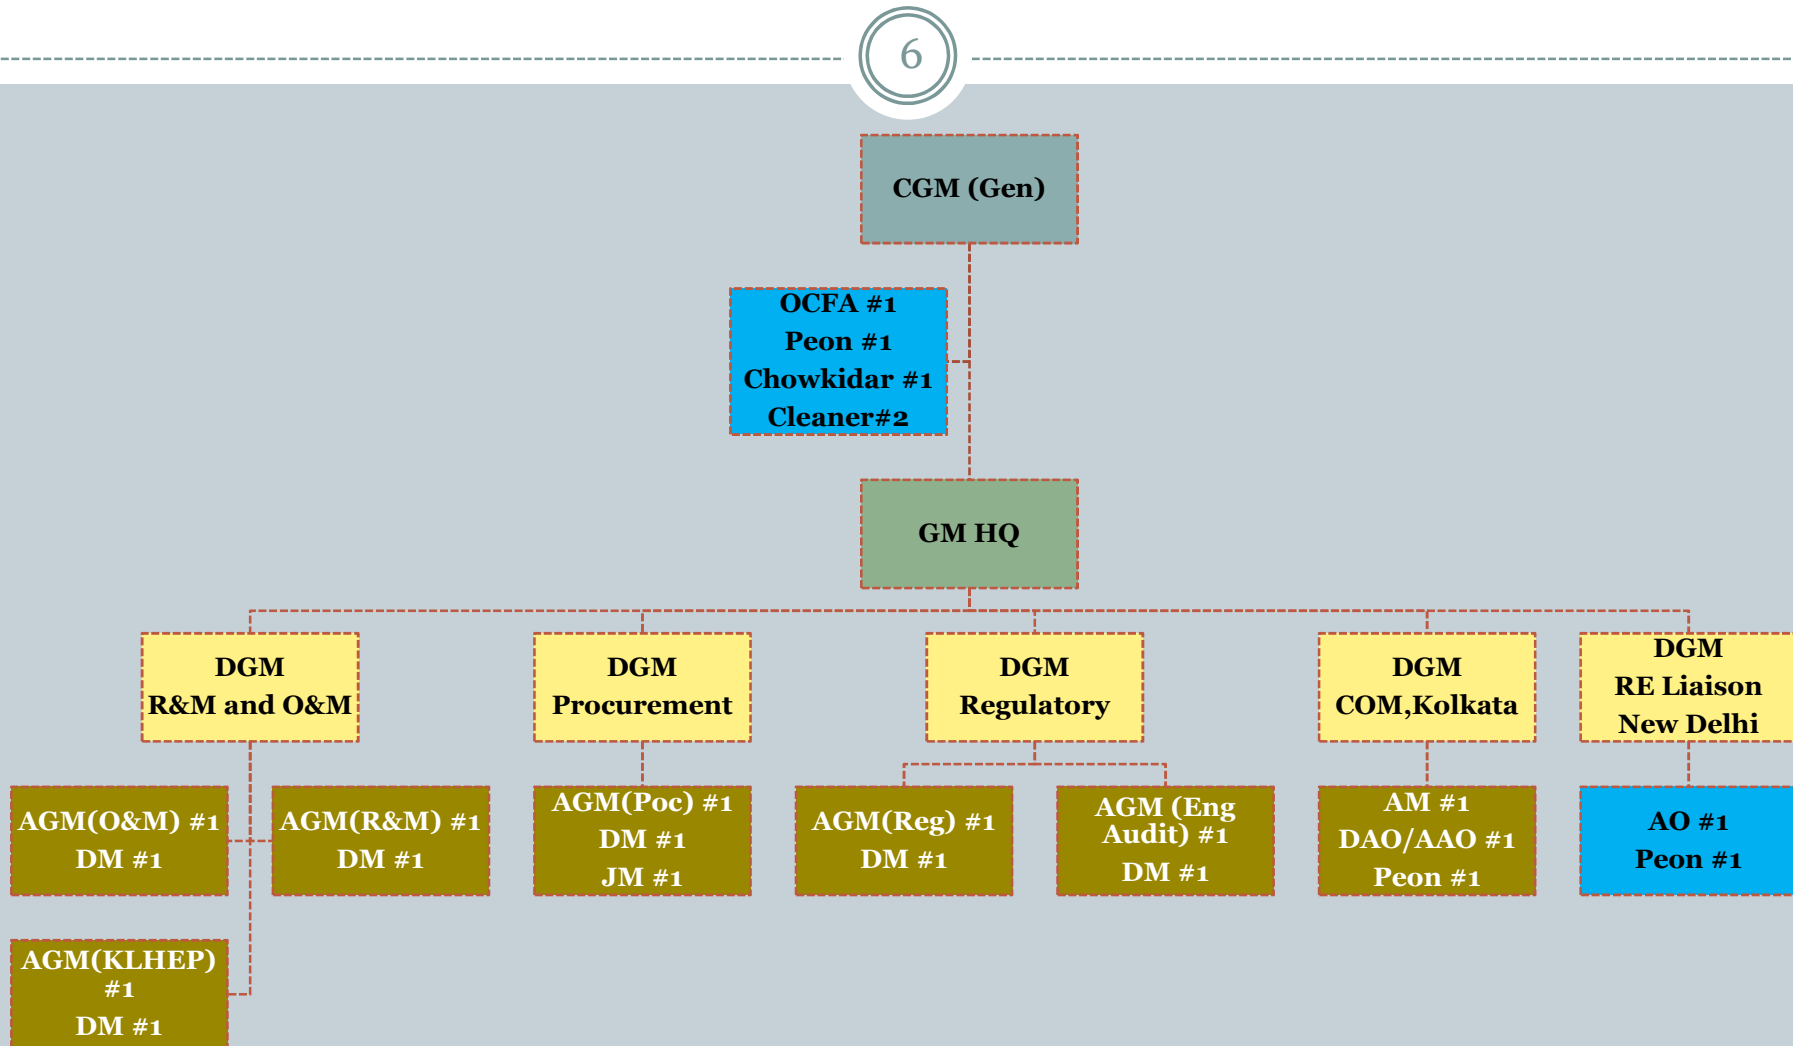 6
CGM (Gen)
OCFA #1
Peon #1
Chowkidar #1
Cleaner#2
GM HQ
DGM
R&M and O&M
DGM
Procurement
DGM
Regulatory
DGM
COM,Kolkata
DGM
RE Liaison
New Delhi
AGM(O&M) #1
DM #1
AGM(R&M) #1
DM #1
AGM(Poc) #1
DM #1
JM #1
AGM(Reg) #1
DM #1
AGM (Eng
Audit) #1
DM #1
AM #1
DAO/AAO #1
Peon #1
AO #1
Peon #1
AGM(KLHEP)
#1
DM #1